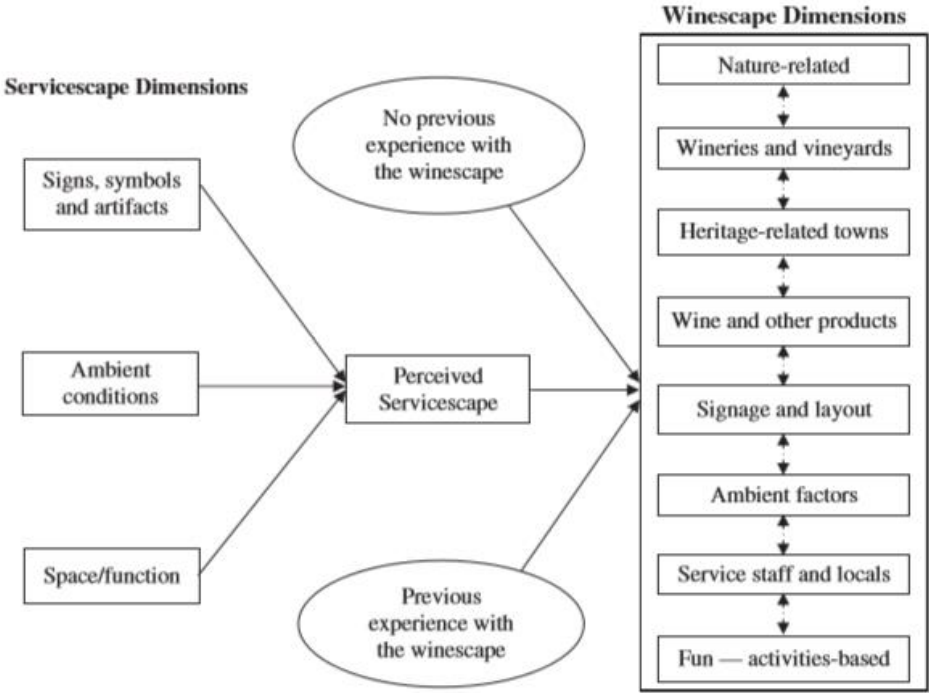 Winescape Dimensions
Servicescape Dimensions
Signs, symbols
and artifacts
Ambient
conditions
Space/function
No previous
experience with
the winescape
Perceived
Servicescape
Previous
experience with
the winescape
Nature-related
Wineries and vineyards
Heritage-related towns
Wine and other products
Signage and layout
Ambient factors
Service staff and locals
Fun — activities-based